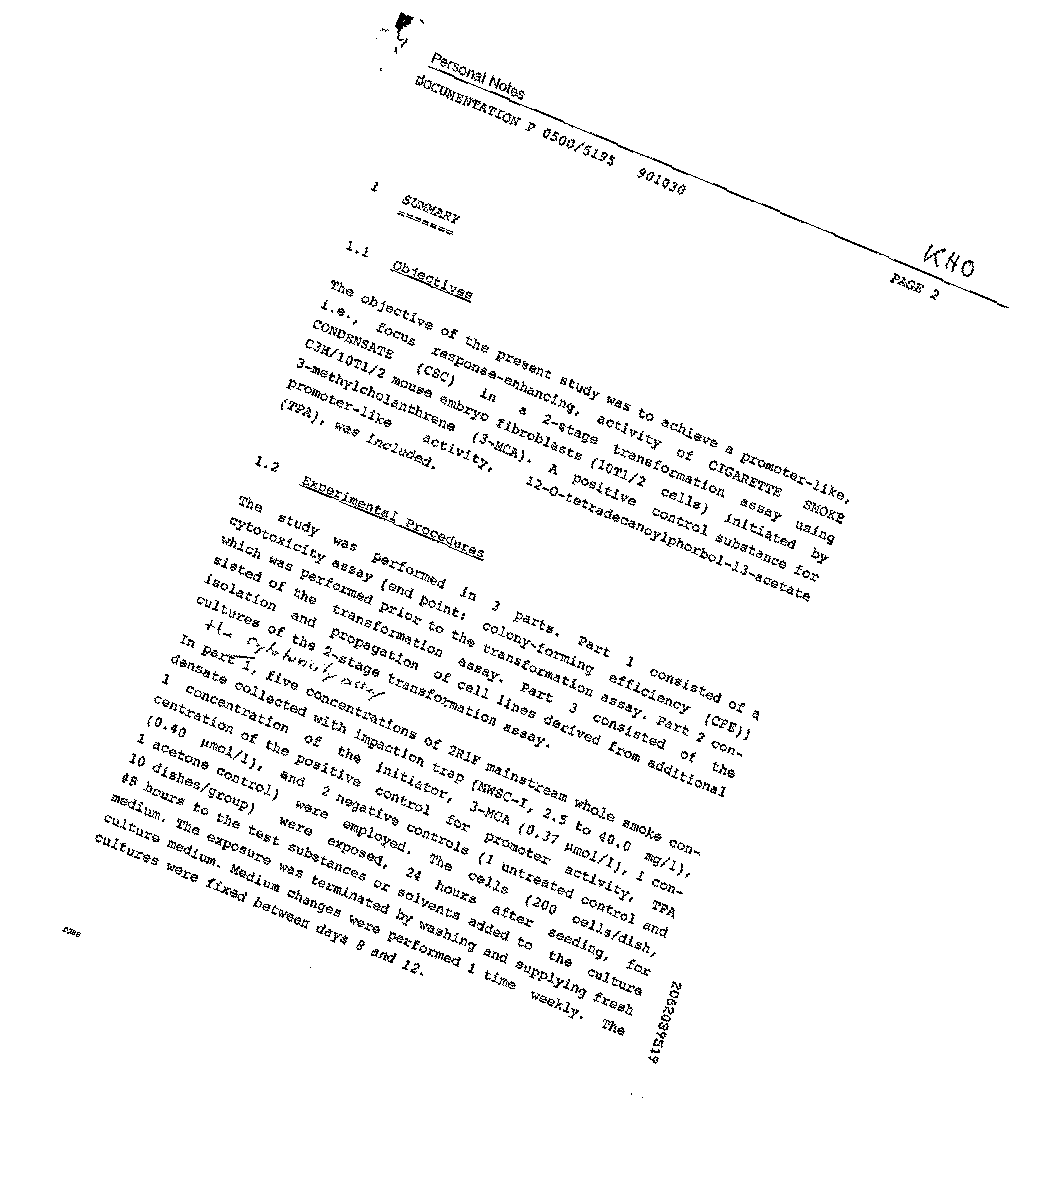 Personal Notes
DOCUMENTATION P 0500/5195 901030
KHO
PAGE 2
1 SUMMARY
=======
1.1 Objectives
The objective of the present study was to achieve a promoter-like,
i.e., focus response-enhancing, activity of CIGARETTE SMOKE
CONDENSATE (CSC) in a 2-stage transformation assay using
C3H/10T1/2 mouse embryo fibroblasts (10T1/2 cells) initiated by
3-methylcholanthrene (3-MCA). A positive control substance for
promoter-like activity, 12-O-tetradecanoylphorbol-13-acetate
(TPA), was included.
1.2 Experimental Procedures
The study was performed in 3 parts. Part 1 consisted of a
cytotoxicity assay (end point: colony-forming efficiency (CFE))
which was performed prior to the transformation assay. Part 2 con-
sisted of the transformation assay. Part 3 consisted of the
isolation and propagation of cell lines derived from additional
cultures of the 2-stage transformation assay.
the cytotoxicity assay
In part 1, five concentrations of 2R1F mainstream whole smoke con-
densate collected with impaction trap (MWSC-I, 2.5 to 40.0 mg/l),
1 concentration of the initiator, 3-MCA (0.37 µmol/l), 1 con-
centration of the positive control for promoter activity, TPA
(0.40 µmol/l), and 2 negative controls (1 untreated control and
1 acetone control) were employed. The cells (200 cells/dish,
10 dishes/group) were exposed, 24 hours after seeding, for
48 hours to the test substances or solvents added to the culture
medium. The exposure was terminated by washing and supplying fresh
culture medium. Medium changes were performed 1 time weekly. The
cultures were fixed between days 8 and 12.
2062089519